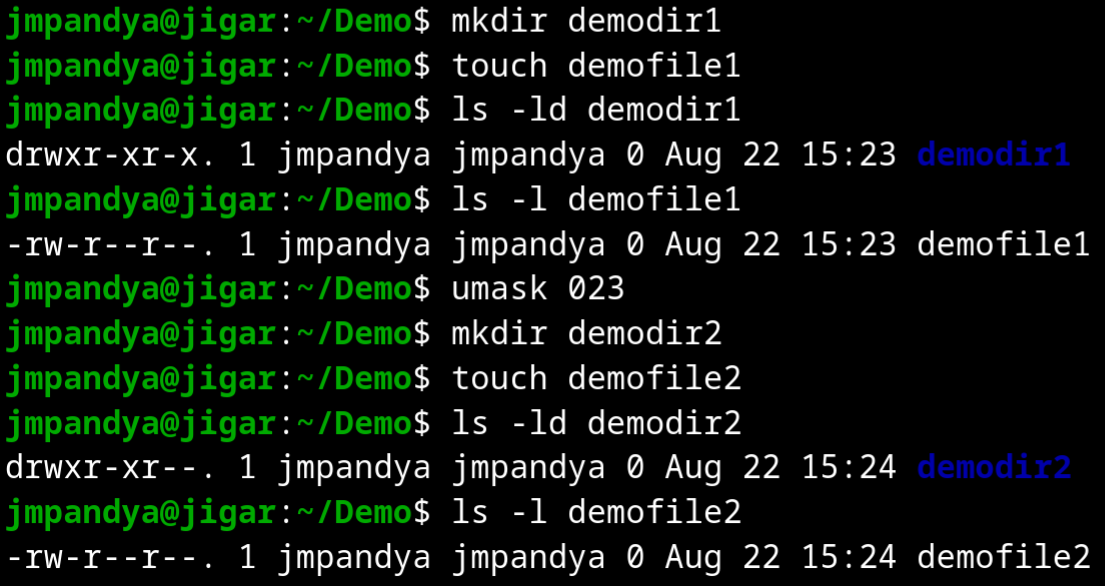 jmpandya@jigar:~/Demo$ mkdir demodir1
jmpandya@jigar:~/Demo$ touch demofile1
jmpandya@jigar:~/Demo$ ls -ld demodir1
drwxr-xr-x. 1 jmpandya jmpandya 0 Aug 22 15:23 demodir1
jmpandya@jigar:~/Demo$ ls -l demofile1
-rw-r--r--. 1 jmpandya jmpandya 0 Aug 22 15:23 demofile1
jmpandya@jigar:~/Demo$ umask 023
jmpandya@jigar:~/Demo$ mkdir demodir2
jmpandya@jigar:~/Demo$ touch demofile2
jmpandya@jigar:~/Demo$ ls -ld demodir2
drwxr-xr--. 1 jmpandya jmpandya 0 Aug 22 15:24 demodir2
jmpandya@jigar:~/Demo$ ls -l demofile2
-rw-r--r--. 1 jmpandya jmpandya 0 Aug 22 15:24 demofile2